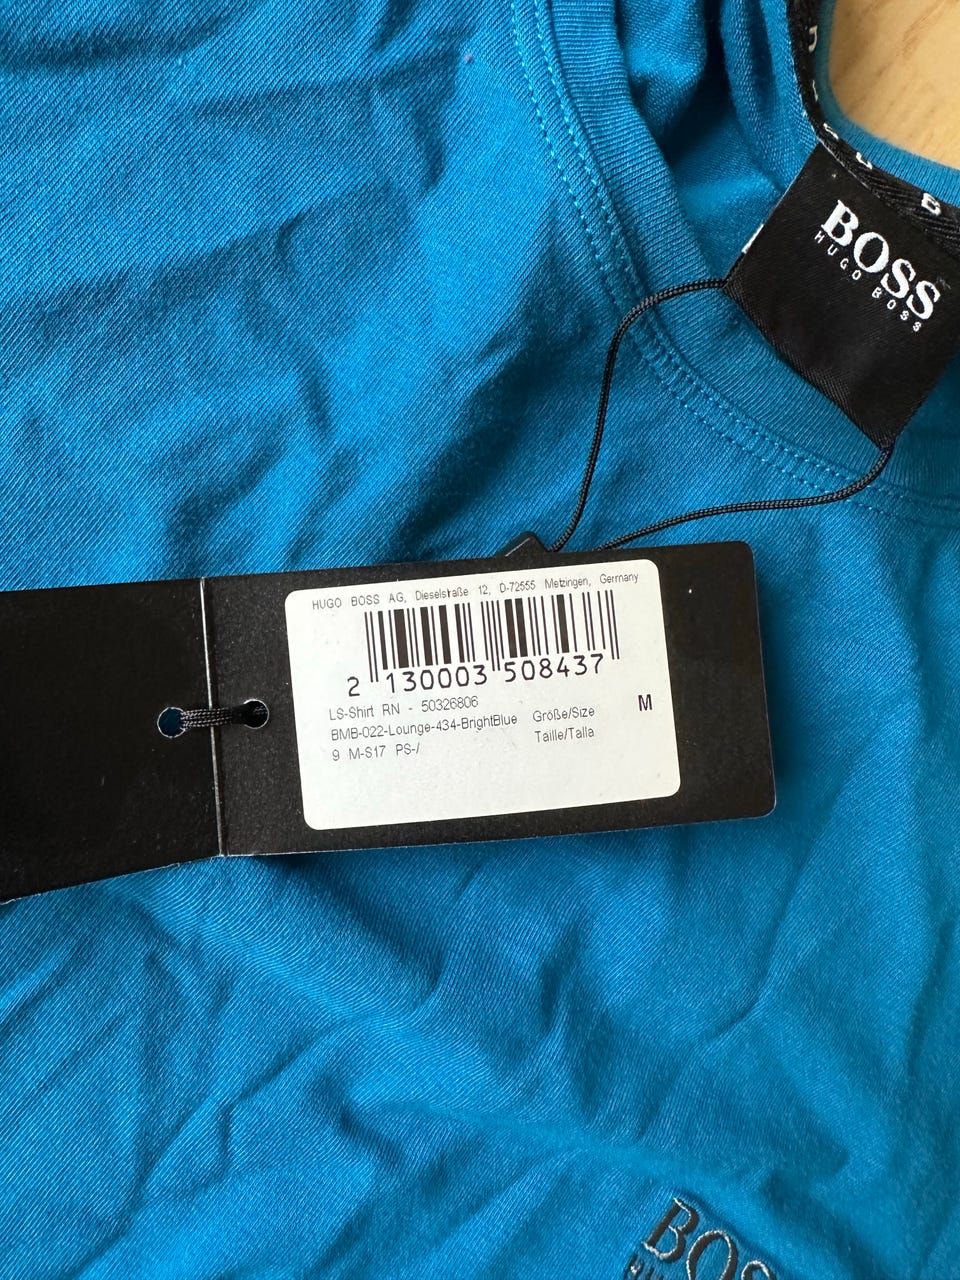 BOSS
HUGO BOSS
HUGO BOSS AG, Dieselstraße 12, D-72555 Metzingen, Germany
2 130003 508437
LS-Shirt RN - 50326806
BMB-022-Lounge-434-BrightBlue
9 M-S17 PS-/
Größe/Size
Taille/Talla
M
BOSS